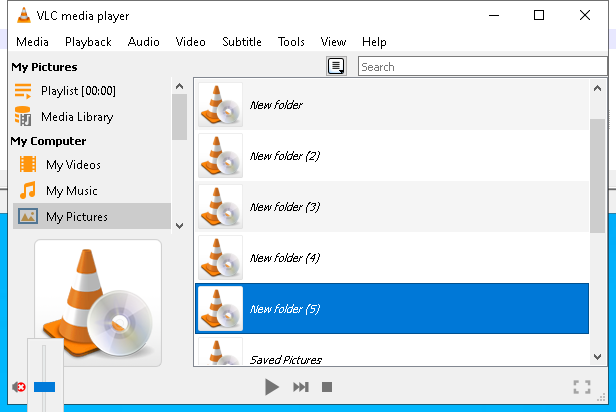 VLC media player
Media Playback Audio Video Subtitle Tools View Help
My Pictures
Search
Playlist [00:00]
Media Library
My Computer
My Videos
My Music
My Pictures
New folder
New folder (2)
New folder (3)
New folder (4)
New folder (5)
Saved Pictures